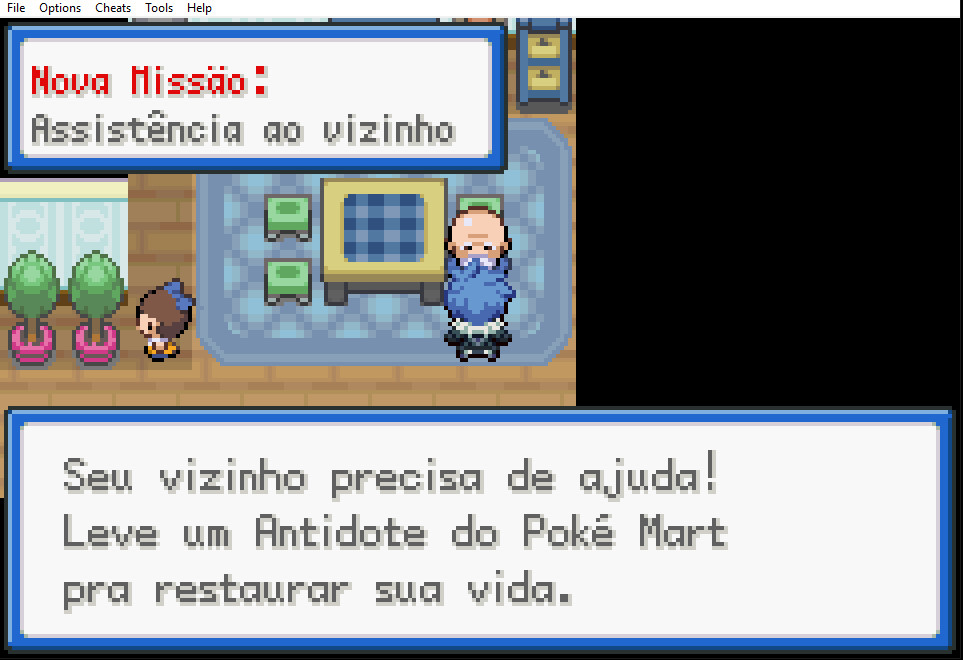 File Options Cheats Tools Help
Nova Missão:
Assistência ao vizinho
Seu vizinho precisa de ajuda!
Leve um Antidote do Poké Mart
pra restaurar sua vida.